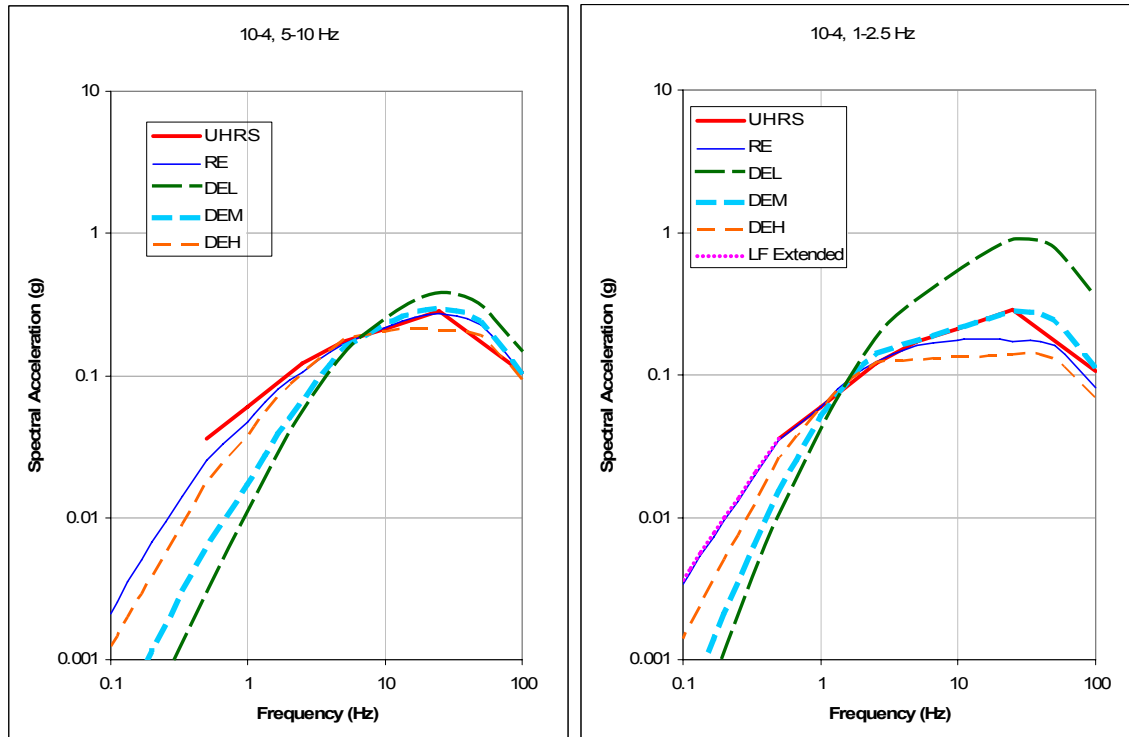 10-4, 5-10 Hz
10
1
0.1
0.01
0.001
Spectral Acceleration (g)
UHRS
RE
DEL
DEM
DEH
0.1
1
10
100
Frequency (Hz)
10-4, 1-2.5 Hz
10
1
0.1
0.01
0.001
Spectral Acceleration (g)
UHRS
RE
DEL
DEM
DEH
LF Extended
0.1
1
10
100
Frequency (Hz)